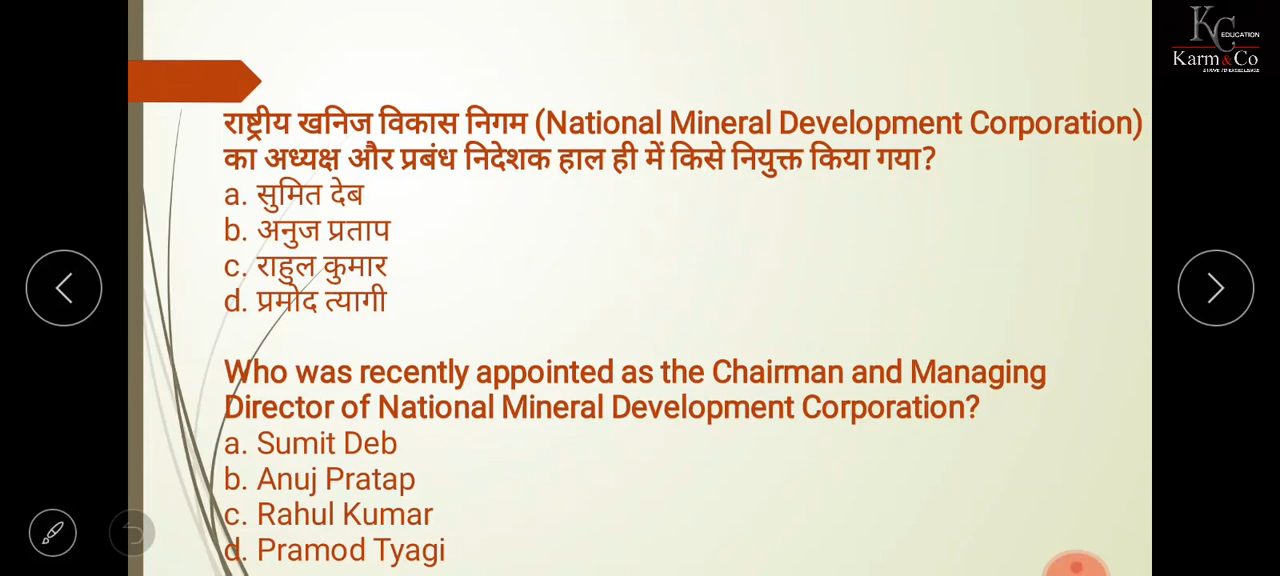 KC EDUCATION
Karm&Co
राष्ट्रीय खनिज विकास निगम (National Mineral Development Corporation)
का अध्यक्ष और प्रबंध निदेशक हाल ही में किसे नियुक्त किया गया?
a. सुमित देब
b. अनुज प्रताप
c. राहुल कुमार
d. प्रमोद त्यागी
Who was recently appointed as the Chairman and Managing
Director of National Mineral Development Corporation?
a. Sumit Deb
b. Anuj Pratap
c. Rahul Kumar
d. Pramod Tyagi